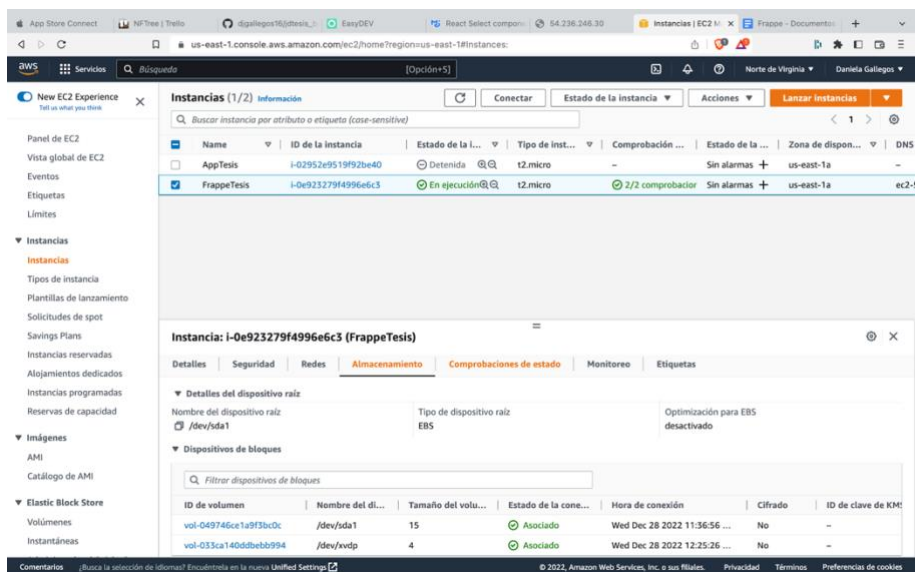 App Store Connect NFTree | Trello djgallegos16/jdtesis_ EasyDEV React Select compon 54.236.246.30 Instancias | EC2 M Frappe - Documentos
us-east-1.console.aws.amazon.com/ec2/home?region=us-east-1#Instances:
aws Servicios Búsqueda [Opción+S] Norte de Virginia Daniela Gallegos
New EC2 Experience
Tell us what you think
Panel de EC2
Vista global de EC2
Eventos
Etiquetas
Límites
Instancias
Instancias
Tipos de instancia
Plantillas de lanzamiento
Solicitudes de spot
Savings Plans
Instancias reservadas
Alojamientos dedicados
Instancias programadas
Reservas de capacidad
Imágenes
AMI
Catálogo de AMI
Elastic Block Store
Volúmenes
Instantáneas
Instancias (1/2) Información Conectar Estado de la instancia Acciones Lanzar instancias
Buscar instancia por atributo o etiqueta (case-sensitive) 1
Name ID de la instancia Estado de la i... Tipo de inst... Comprobación ... Estado de la ... Zona de dispon... DNS
AppTesis i-02952e9519f92be40 Detenida t2.micro – Sin alarmas us-east-1a –
FrappeTesis i-0e923279f4996e6c3 En ejecución t2.micro 2/2 comprobacior Sin alarmas us-east-1a ec2-
Instancia: i-0e923279f4996e6c3 (FrappeTesis)
Detalles Seguridad Redes Almacenamiento Comprobaciones de estado Monitoreo Etiquetas
Detalles del dispositivo raíz
Nombre del dispositivo raíz Tipo de dispositivo raíz Optimización para EBS
/dev/sda1 EBS desactivado
Dispositivos de bloques
Filtrar dispositivos de bloques
ID de volumen Nombre del di... Tamaño del volu... Estado de la cone... Hora de conexión Cifrado ID de clave de KMS
vol-049746ce1a9f3bc0c /dev/sda1 15 Asociado Wed Dec 28 2022 11:36:56 ... No –
vol-033ca140ddbebb994 /dev/xvdp 4 Asociado Wed Dec 28 2022 12:25:26 ... No –
Comentarios ¿Busca la selección de idiomas? Encuéntrela en la nueva Unified Settings © 2022, Amazon Web Services, Inc. o sus filiales. Privacidad Términos Preferencias de cookies